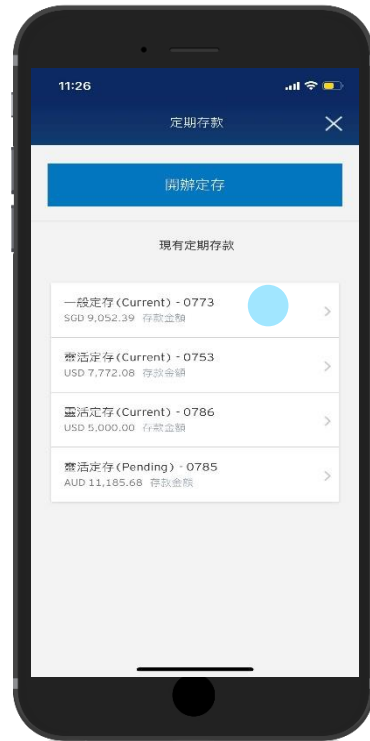 11:26
定期存款
開辦定存
現有定期存款
一般定存(Current) - 0773
SGD 9,052.39 存款金額
靈活定存(Current) - 0753
USD 7,772.08 存款金額
靈活定存(Current) - 0786
USD 5,000.00 存款金額
靈活定存(Pending) - 0785
AUD 11,185.68 存款金額